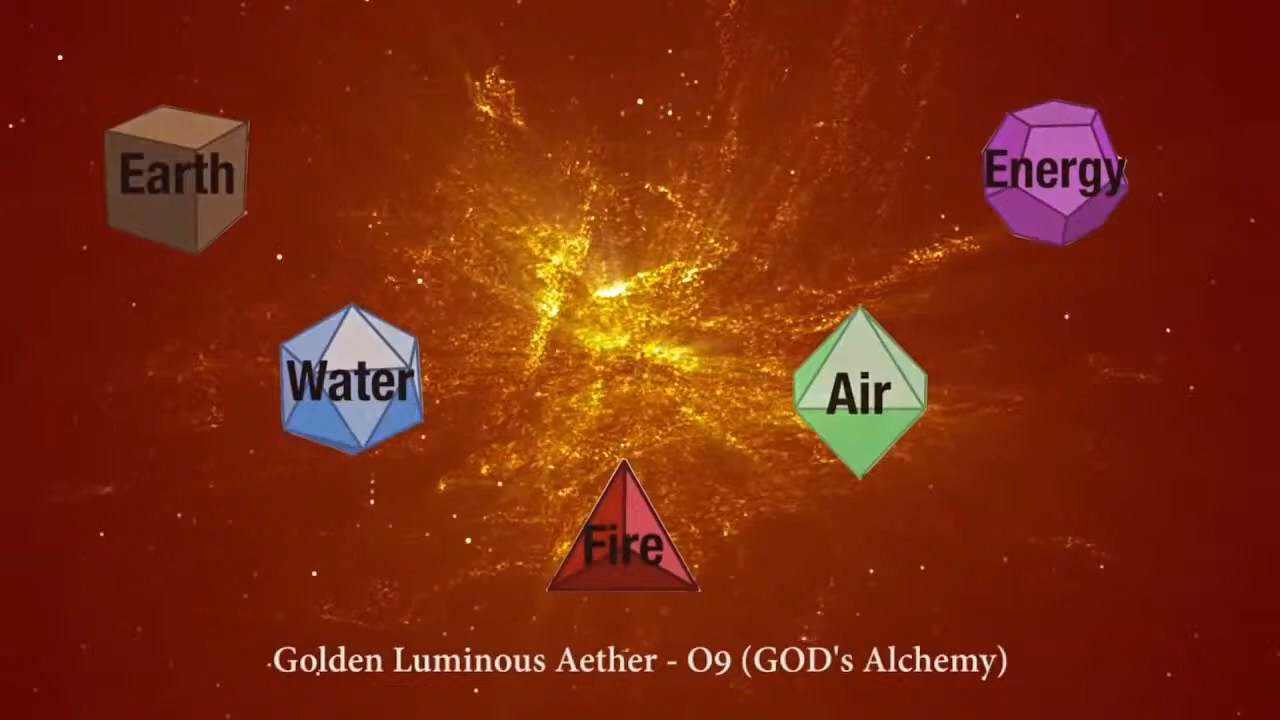 Earth
Energy
Water
Air
Fire
Golden Luminous Aether - O9 (GOD's Alchemy)